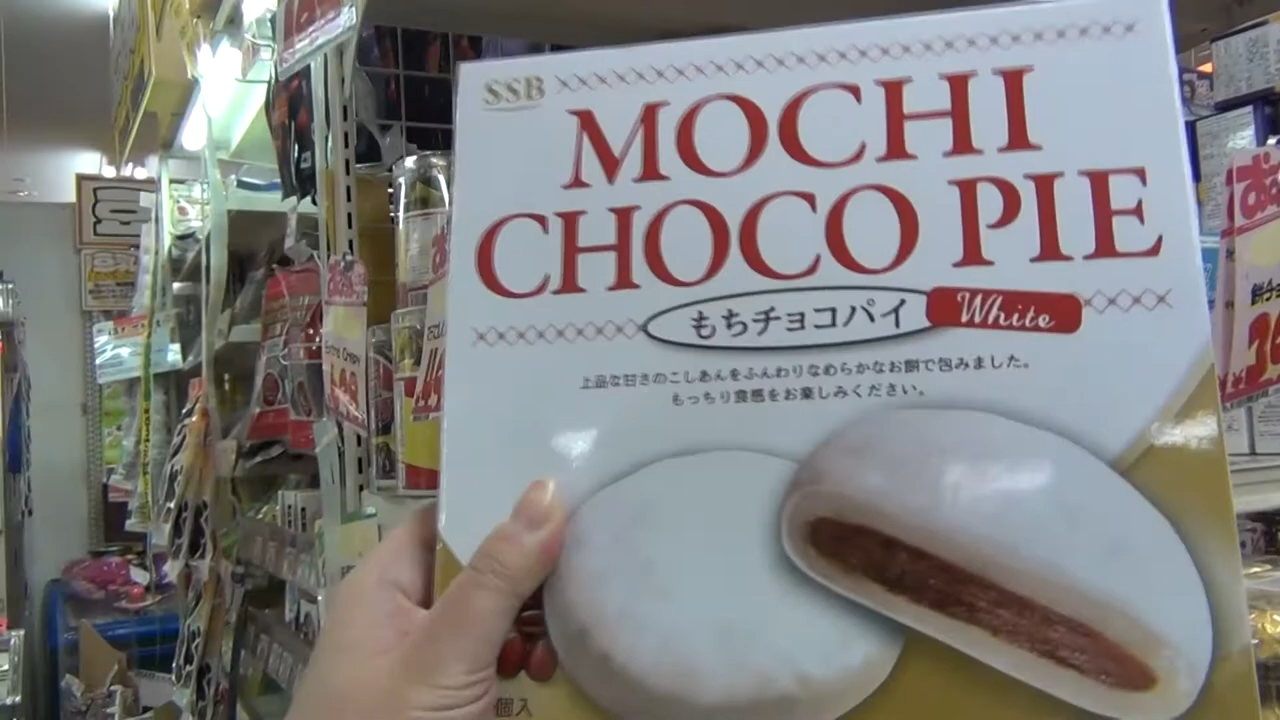 SSB
MOCHI
CHOCO PIE
もちチョコパイ White
上品な甘さのこしあんをふんわりなめらかなお餅で包みました。
もっちり食感をお楽しみください。
個入